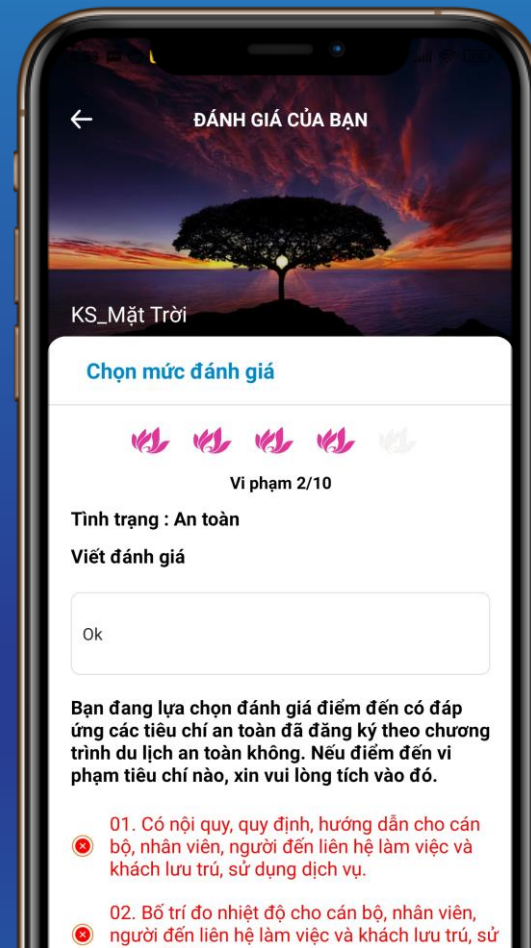 ĐÁNH GIÁ CỦA BẠN
KS_Mặt Trời
Chọn mức đánh giá
Vi phạm 2/10
Tình trạng : An toàn
Viết đánh giá
Ok
Bạn đang lựa chọn đánh giá điểm đến có đáp
ứng các tiêu chí an toàn đã đăng ký theo chương
trình du lịch an toàn không. Nếu điểm đến vi
phạm tiêu chí nào, xin vui lòng tích vào đó.
01. Có nội quy, quy định, hướng dẫn cho cán
bộ, nhân viên, người đến liên hệ làm việc và
khách lưu trú, sử dụng dịch vụ.
02. Bố trí đo nhiệt độ cho cán bộ, nhân viên,
người đến liên hệ làm việc và khách lưu trú, sử